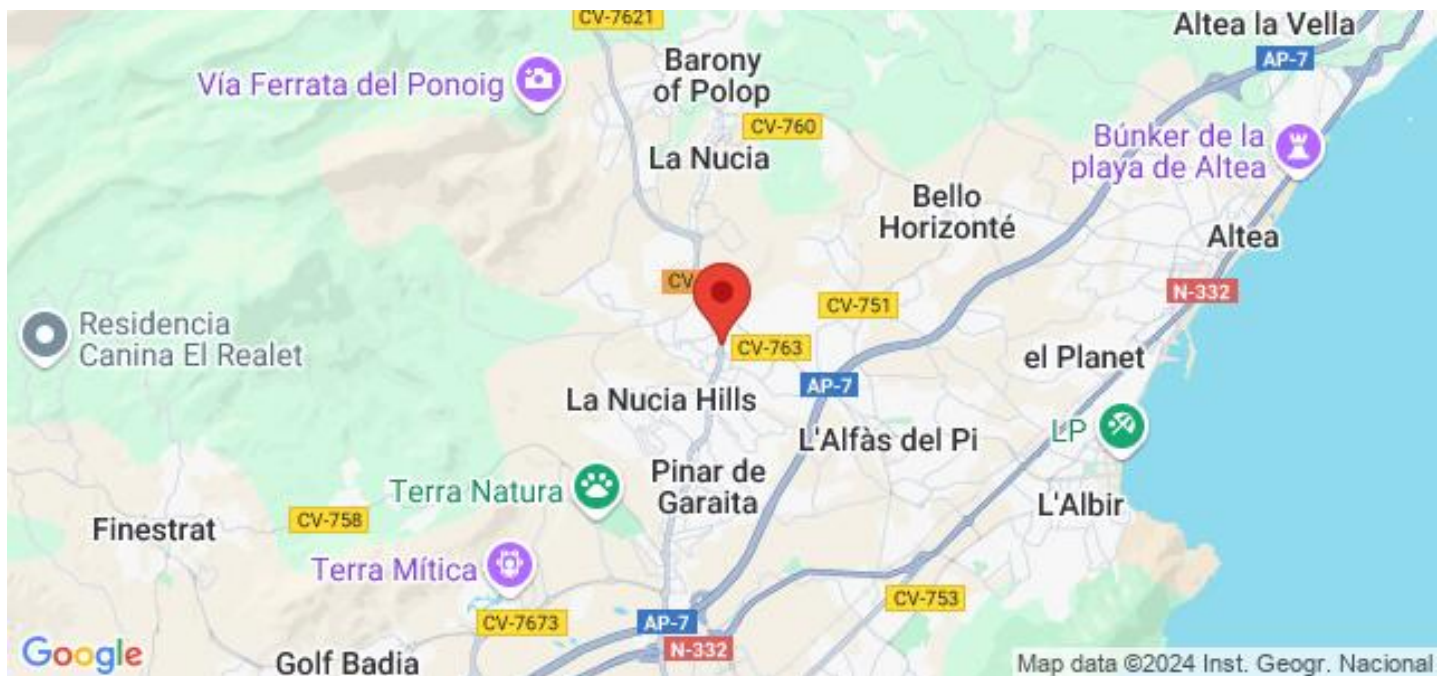 CV-7621
Altea la Vella
Barony
of Polop
AP-7
Vía Ferrata del Ponoig
CV-760
Búnker de la
playa de Altea
La Nucia
Bello
Horizonté
Altea
CV
N-332
CV-751
Residencia
Canina El Realet
CV-763
el Planet
AP-7
La Nucia Hills
LP
L'Alfàs del Pi
Pinar de
Garaita
Terra Natura
L'Albir
CV-758
Finestrat
Terra Mítica
CV-753
CV-7673
AP-7
N-332
Google
Golf Badia
Map data ©2024 Inst. Geogr. Nacional